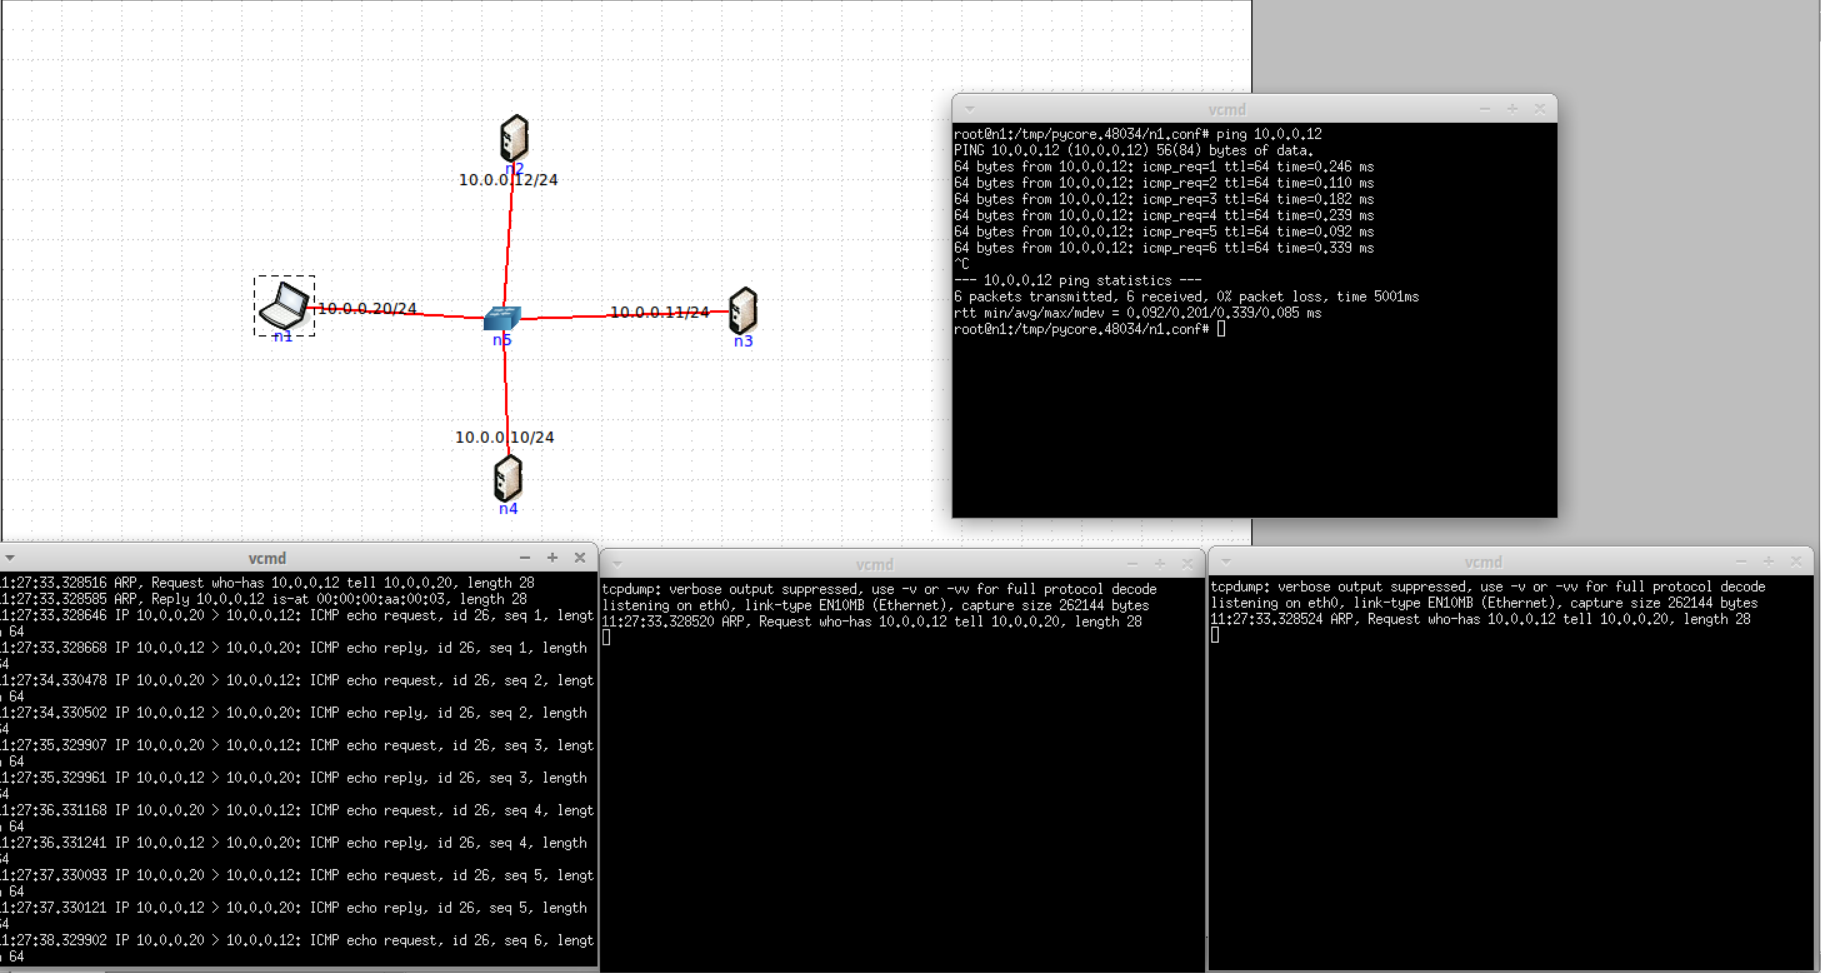 n2
10.0.0.12/24
10.0.0.20/24
n1
n5
10.0.0.11/24
n3
10.0.0.10/24
n4
vcmd
root@n1:/tmp/pycore.48034/n1.conf# ping 10.0.0.12
PING 10.0.0.12 (10.0.0.12) 56(84) bytes of data.
64 bytes from 10.0.0.12: icmp_req=1 ttl=64 time=0.246 ms
64 bytes from 10.0.0.12: icmp_req=2 ttl=64 time=0.110 ms
64 bytes from 10.0.0.12: icmp_req=3 ttl=64 time=0.182 ms
64 bytes from 10.0.0.12: icmp_req=4 ttl=64 time=0.239 ms
64 bytes from 10.0.0.12: icmp_req=5 ttl=64 time=0.092 ms
64 bytes from 10.0.0.12: icmp_req=6 ttl=64 time=0.339 ms
^C
--- 10.0.0.12 ping statistics ---
6 packets transmitted, 6 received, 0% packet loss, time 5001ms
rtt min/avg/max/mdev = 0.092/0.201/0.339/0.085 ms
root@n1:/tmp/pycore.48034/n1.conf#
vcmd
1:27:33.328516 ARP, Request who-has 10.0.0.12 tell 10.0.0.20, length 28
1:27:33.328585 ARP, Reply 10.0.0.12 is-at 00:00:00:aa:00:03, length 28
1:27:33.328646 IP 10.0.0.20 > 10.0.0.12: ICMP echo request, id 26, seq 1, lengt
64
1:27:33.328668 IP 10.0.0.12 > 10.0.0.20: ICMP echo reply, id 26, seq 1, length
64
1:27:34.330478 IP 10.0.0.20 > 10.0.0.12: ICMP echo request, id 26, seq 2, lengt
64
1:27:34.330502 IP 10.0.0.12 > 10.0.0.20: ICMP echo reply, id 26, seq 2, length
64
1:27:35.329907 IP 10.0.0.20 > 10.0.0.12: ICMP echo request, id 26, seq 3, lengt
64
1:27:35.329961 IP 10.0.0.12 > 10.0.0.20: ICMP echo reply, id 26, seq 3, length
64
1:27:36.331168 IP 10.0.0.20 > 10.0.0.12: ICMP echo request, id 26, seq 4, lengt
64
1:27:36.331241 IP 10.0.0.12 > 10.0.0.20: ICMP echo reply, id 26, seq 4, length
64
1:27:37.330093 IP 10.0.0.20 > 10.0.0.12: ICMP echo request, id 26, seq 5, lengt
64
1:27:37.330121 IP 10.0.0.12 > 10.0.0.20: ICMP echo reply, id 26, seq 5, length
64
1:27:38.329902 IP 10.0.0.20 > 10.0.0.12: ICMP echo request, id 26, seq 6, lengt
64
vcmd
tcpdump: verbose output suppressed, use -v or -vv for full protocol decode
listening on eth0, link-type EN10MB (Ethernet), capture size 262144 bytes
11:27:33.328520 ARP, Request who-has 10.0.0.12 tell 10.0.0.20, length 28
vcmd
tcpdump: verbose output suppressed, use -v or -vv for full protocol decode
listening on eth0, link-type EN10MB (Ethernet), capture size 262144 bytes
11:27:33.328524 ARP, Request who-has 10.0.0.12 tell 10.0.0.20, length 28